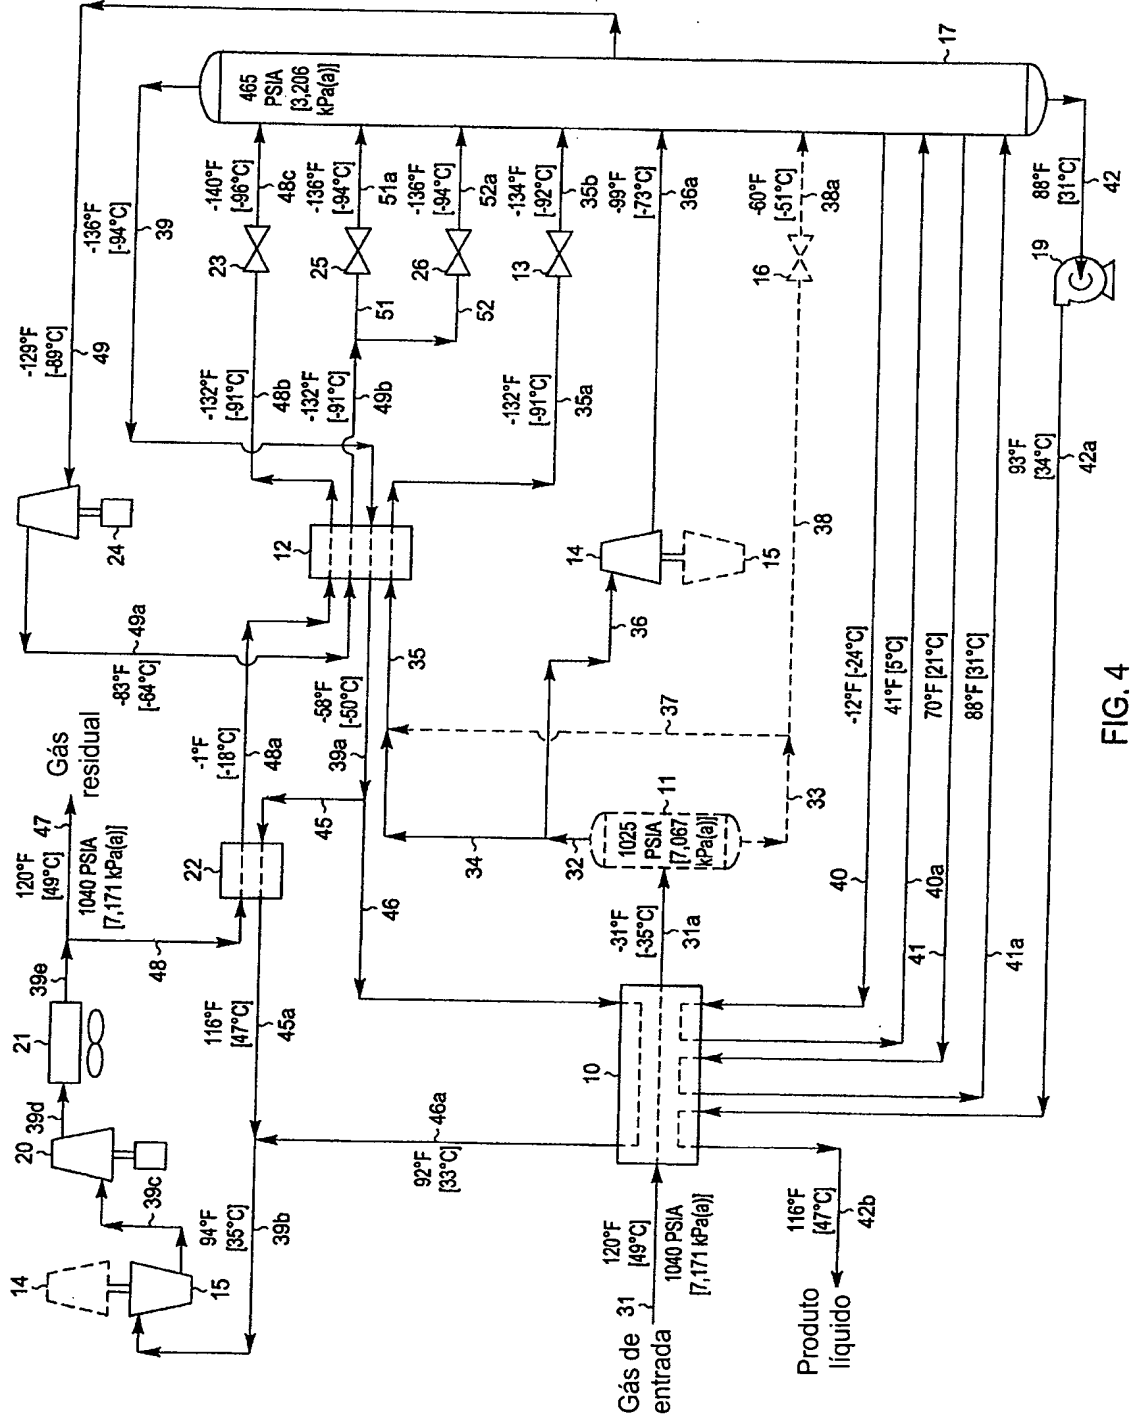 14
15
39c
20
39d
21
39e
120°F
[49°C]
47
1040 PSIA
[7,171 kPa(a)]
Gás
residual
94°F
[35°C]
39b
116°F
[47°C]
45a
48
22
-1°F
[-18°C]
48a
-83°F
[-64°C]
49a
24
-129°F
[-89°C]
49
-136°F
[-94°C]
39
12
-132°F
[-91°C]
48b
23
-140°F
[-96°C]
48c
465
PSIA
[3,206
kPa(a)]
-132°F
[-91°C]
49b
51
25
-136°F
[-94°C]
51a
52
26
-136°F
[-94°C]
52a
45
-58°F
[-50°C]
39a
35
46
34
92°F
[33°C]
46a
-132°F
[-91°C]
35a
13
-134°F
[-92°C]
35b
Gás de
entrada
31
120°F
[49°C]
1040 PSIA
[7,171 kPa(a)]
10
-31°F
[-35°C]
31a
32
1025
PSIA
[7,067
kPa(a)]
11
36
14
15
37
-99°F
[-73°C]
36a
33
38
16
-60°F
[-51°C]
38a
17
Produto
líquido
116°F
[47°C]
42b
40
-12°F [-24°C]
40a
41°F [5°C]
41
70°F [21°C]
41a
88°F [31°C]
93°F
[34°C]
42a
19
88°F
[31°C]
42
FIG. 4